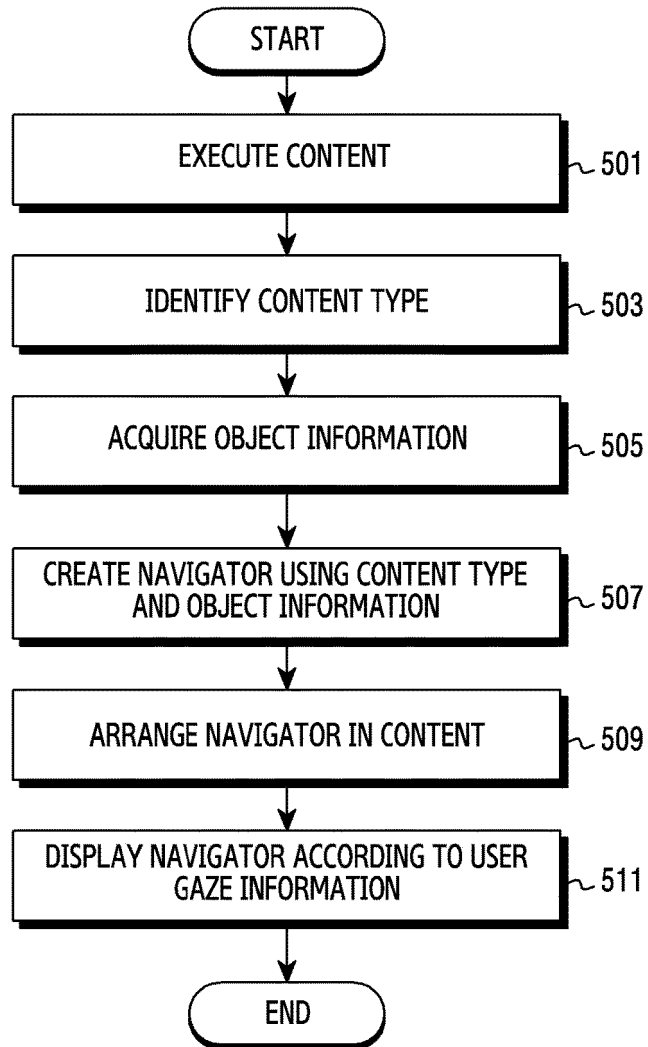 START
EXECUTE CONTENT
501
IDENTIFY CONTENT TYPE
503
ACQUIRE OBJECT INFORMATION
505
CREATE NAVIGATOR USING CONTENT TYPE
AND OBJECT INFORMATION
507
ARRANGE NAVIGATOR IN CONTENT
509
DISPLAY NAVIGATOR ACCORDING TO USER
GAZE INFORMATION
511
END